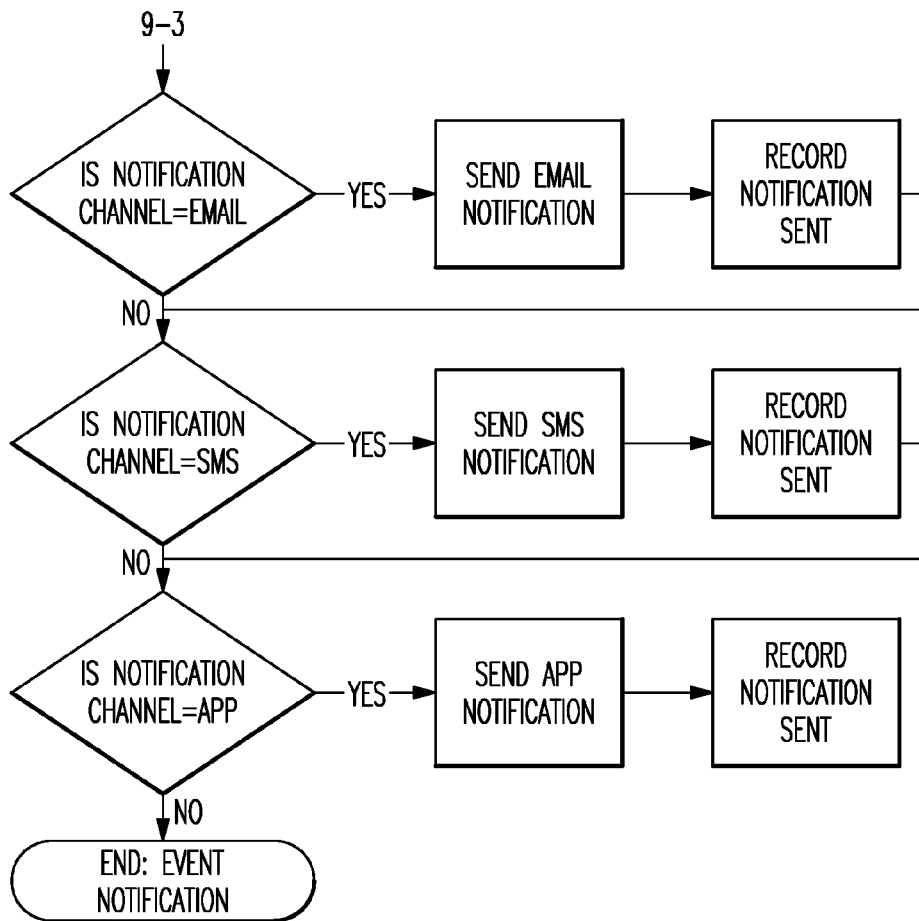 9-3
IS NOTIFICATION
CHANNEL=EMAIL
YES
SEND EMAIL
NOTIFICATION
RECORD
NOTIFICATION
SENT
NO
IS NOTIFICATION
CHANNEL=SMS
YES
SEND SMS
NOTIFICATION
RECORD
NOTIFICATION
SENT
NO
IS NOTIFICATION
CHANNEL=APP
YES
SEND APP
NOTIFICATION
RECORD
NOTIFICATION
SENT
NO
END: EVENT
NOTIFICATION